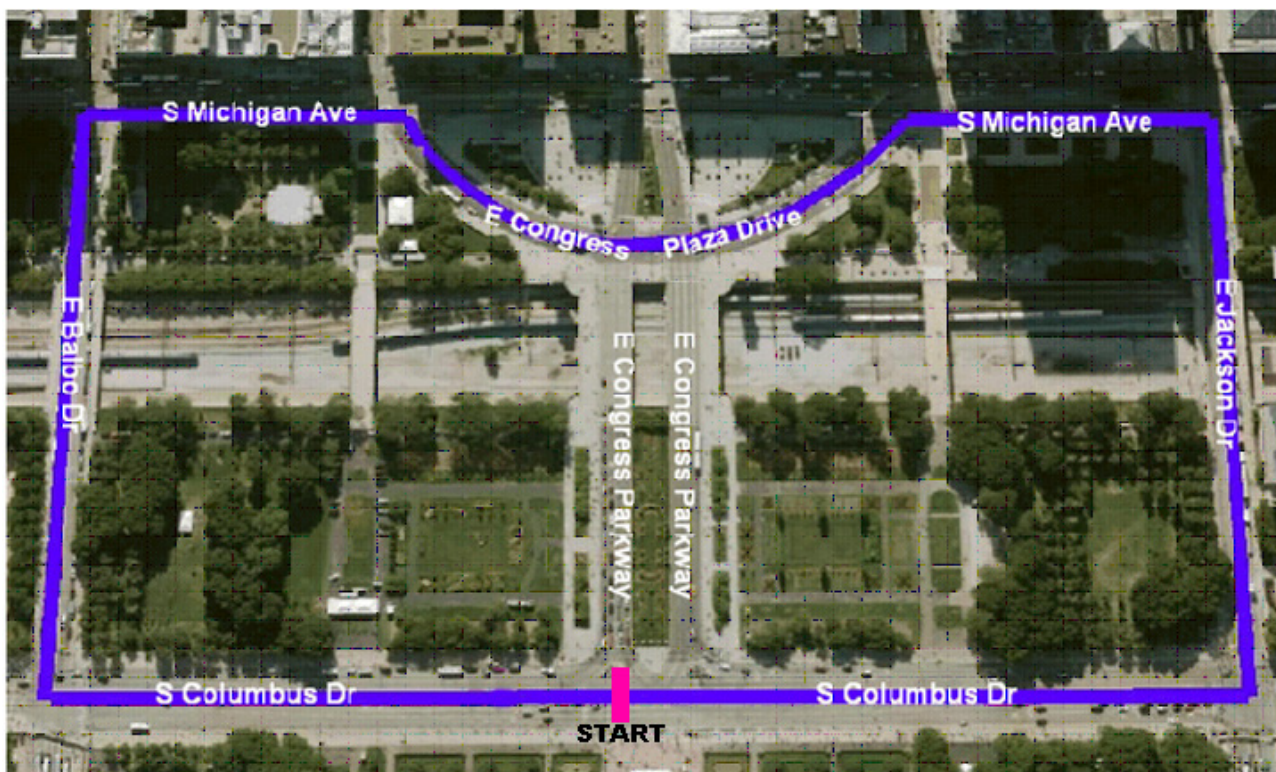 S Michigan Ave
S Michigan Ave
E Congress Plaza Drive
E Balbo Dr
E Congress Parkway
E Congress Parkway
E Jackson Dr
S Columbus Dr
S Columbus Dr
START